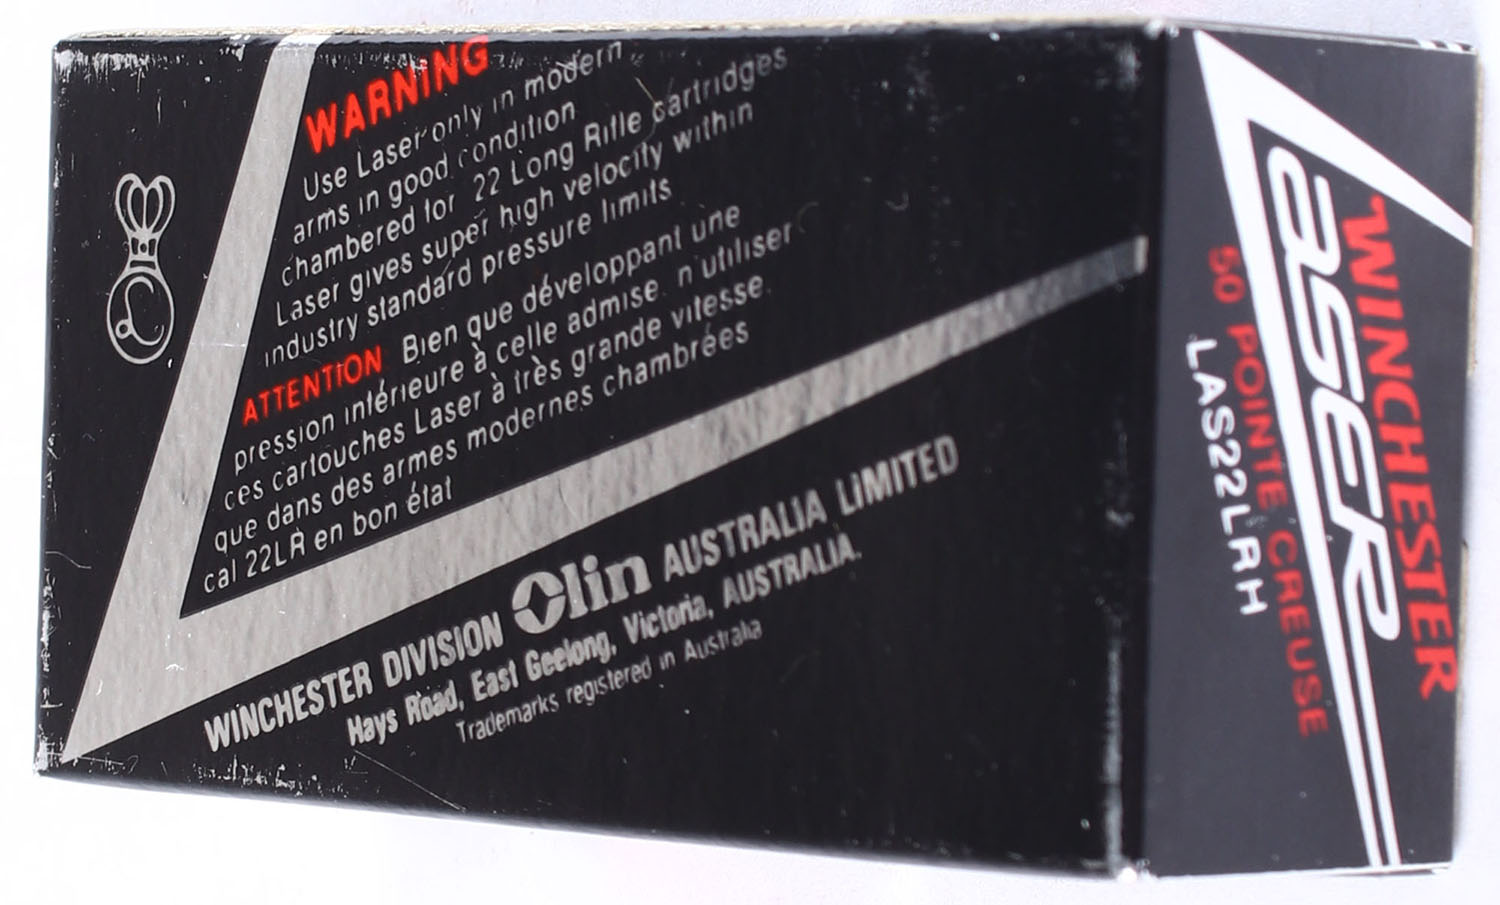 WARNING
Use Laser only in modern
arms in good condition
chambered for 22 Long Rifle cartridges
Laser gives super high velocity within
industry standard pressure limits
ATTENTION Bien que développant une
pression intérieure à celle admise n'utiliser
ces cartouches Laser à très grande vitesse.
que dans des armes modernes chambrées
cal 22LR en bon état
WINCHESTER DIVISION Olin AUSTRALIA LIMITED
Hays Road, East Geelong, Victoria, AUSTRALIA.
Trademarks registered in Australia
WINCHESTER
LASER
50 POINTE CREUSE
LAS22LRH